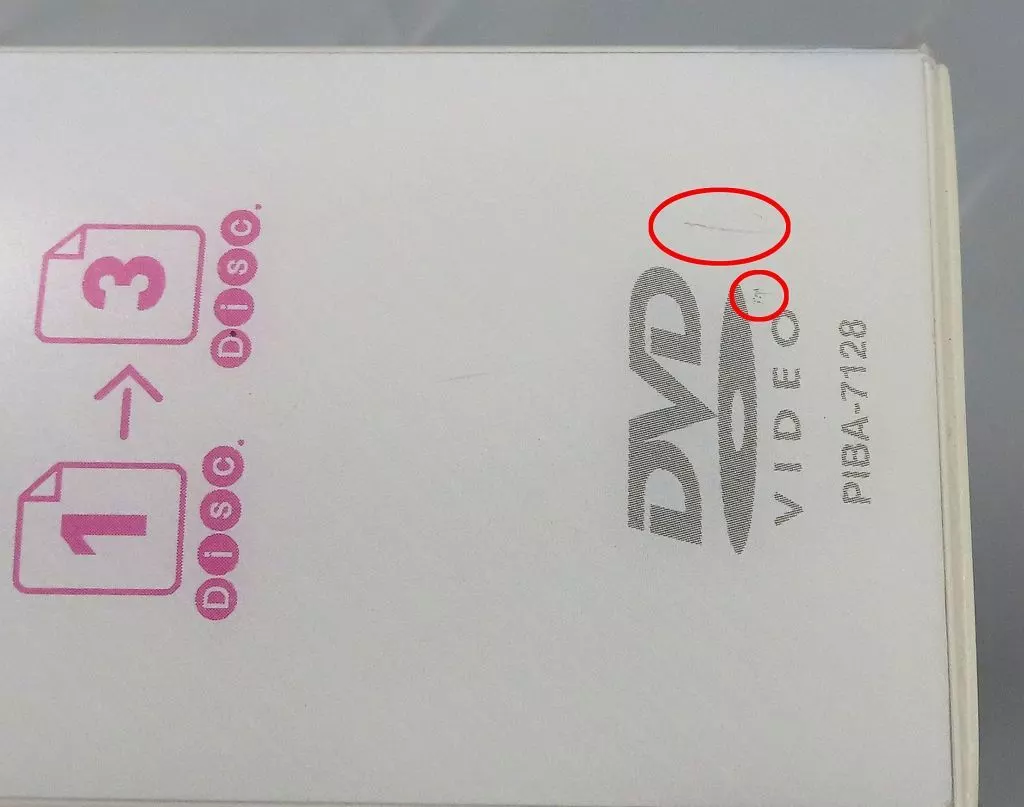 1 → 3
Disc. Disc.
DVD
VIDEO
PIBA-7128